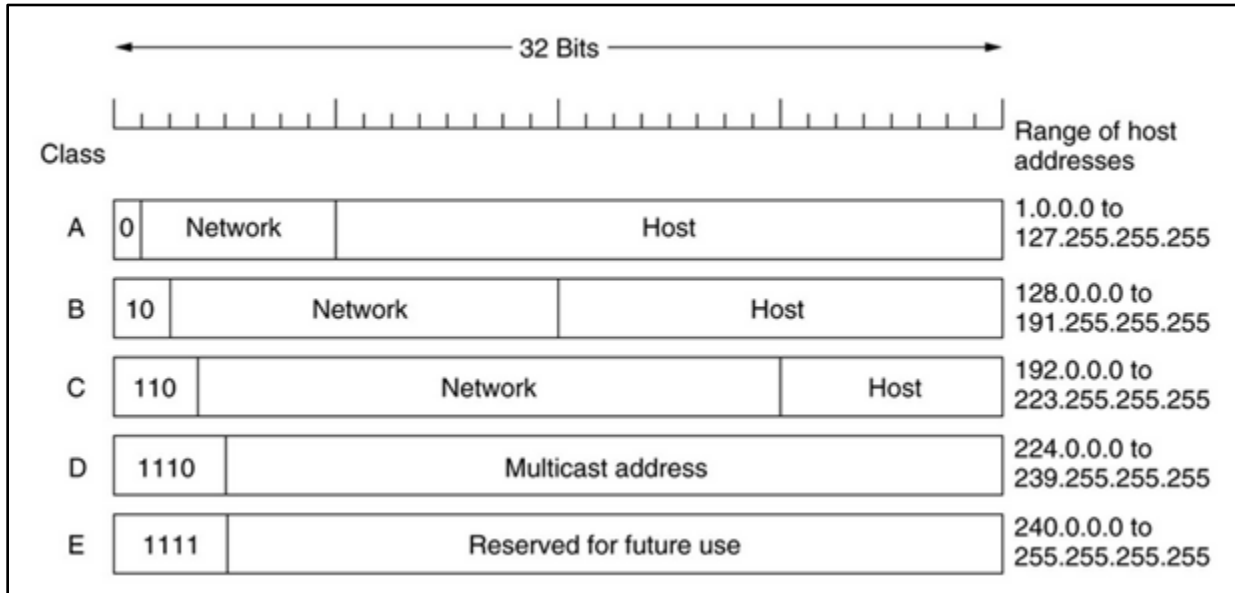 32 Bits
Class
Range of host
addresses
A
0
Network
Host
1.0.0.0 to
127.255.255.255
B
10
Network
Host
128.0.0.0 to
191.255.255.255
C
110
Network
Host
192.0.0.0 to
223.255.255.255
D
1110
Multicast address
224.0.0.0 to
239.255.255.255
E
1111
Reserved for future use
240.0.0.0 to
255.255.255.255